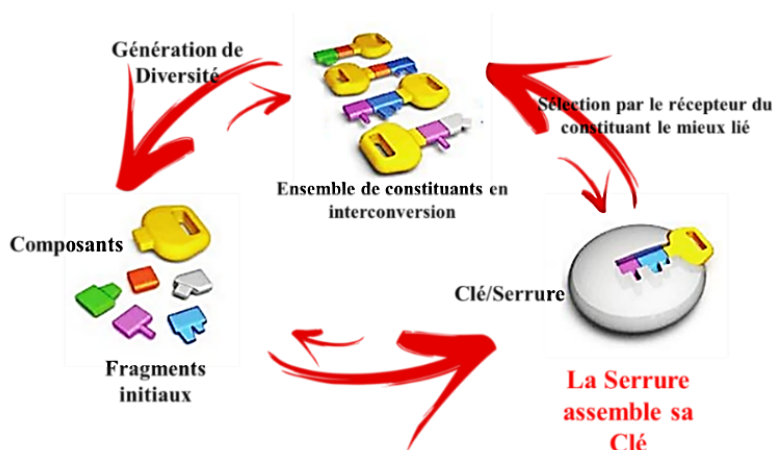 Génération de
Diversité
Sélection par le récepteur du
constituant le mieux lié
Ensemble de constituants en
interconversion
Composants
Clé/Serrure
Fragments
initiaux
La Serrure
assemble sa
Clé